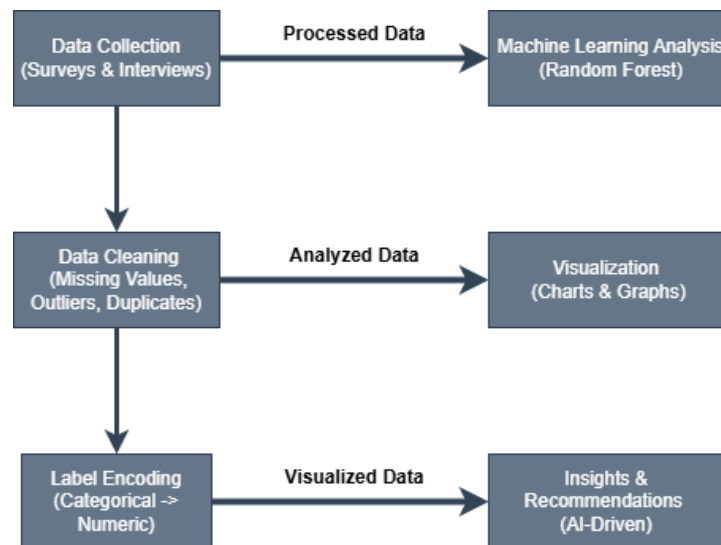 Data Collection
(Surveys & Interviews)
Processed Data
Machine Learning Analysis
(Random Forest)
Data Cleaning
(Missing Values,
Outliers, Duplicates)
Analyzed Data
Visualization
(Charts & Graphs)
Label Encoding
(Categorical ->
Numeric)
Visualized Data
Insights &
Recommendations
(AI-Driven)